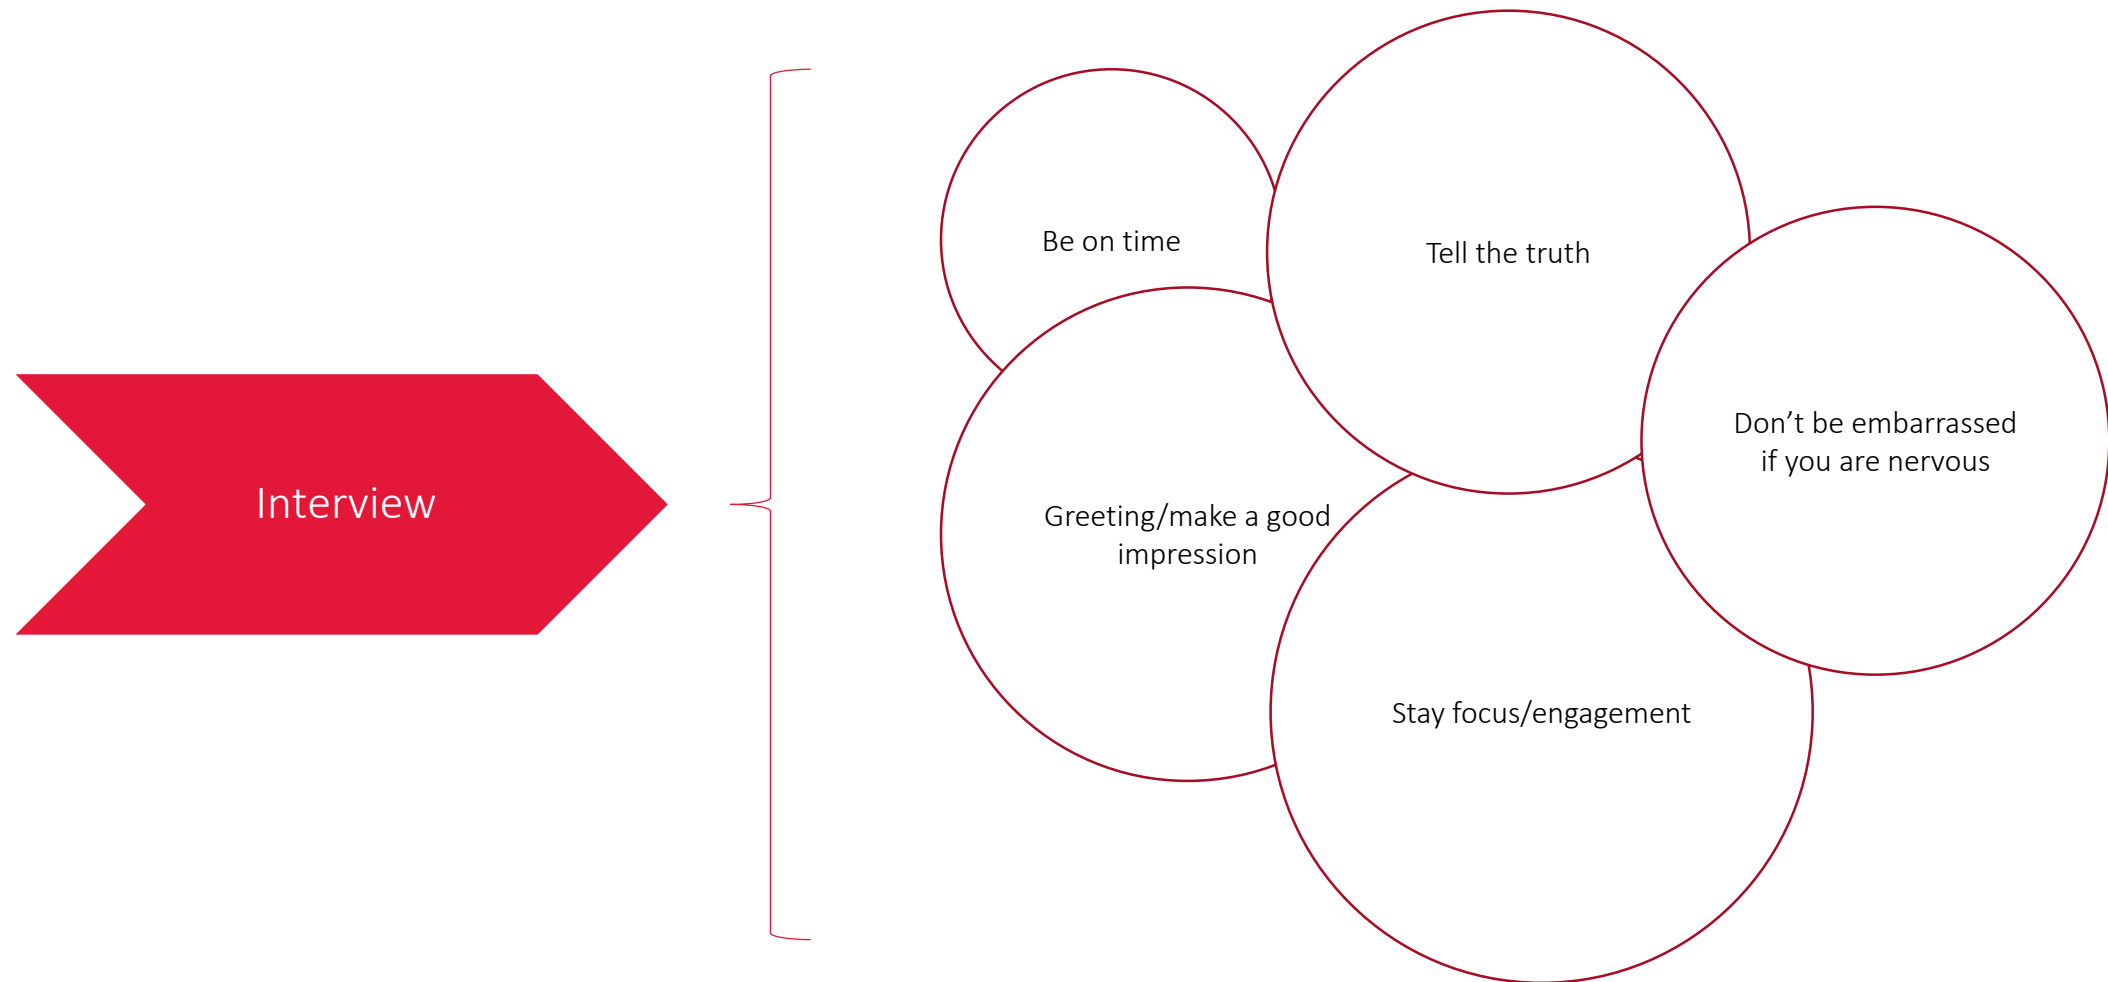 Interview
Be on time
Tell the truth
Don’t be embarrassed
if you are nervous
Greeting/make a good
impression
Stay focus/engagement